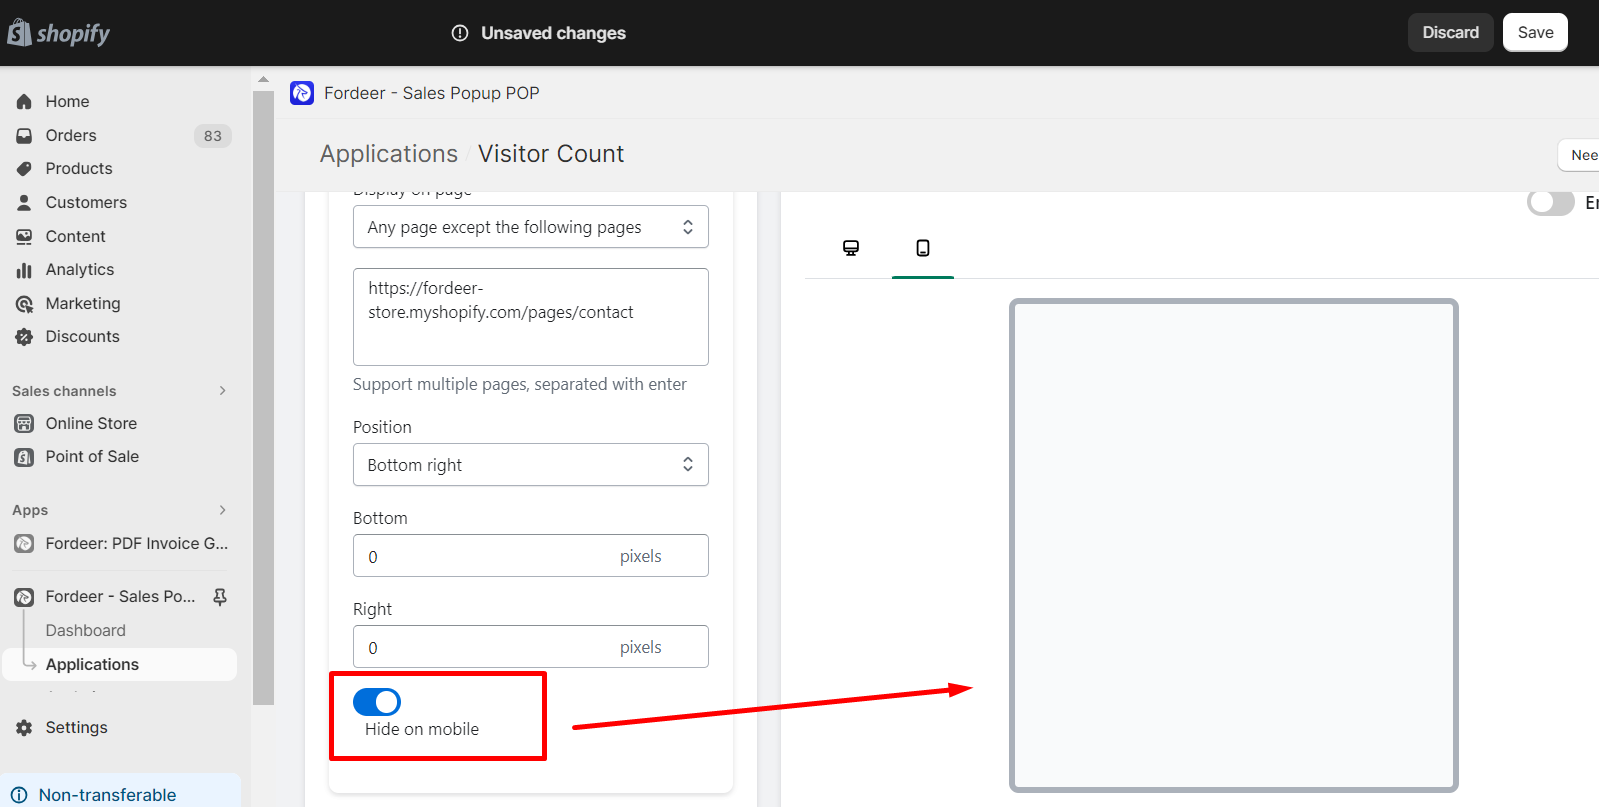 shopify
Unsaved changes
Discard
Save
Home
Orders
83
Products
Customers
Content
Analytics
Marketing
Discounts
Sales channels
Online Store
Point of Sale
Apps
Fordeer: PDF Invoice G...
Fordeer - Sales Po...
Dashboard
Applications
Settings
Non-transferable
Fordeer - Sales Popup POP
Applications / Visitor Count
Nee
Display on page
Any page except the following pages
https://fordeer-
store.myshopify.com/pages/contact
Support multiple pages, separated with enter
Position
Bottom right
Bottom
0 pixels
Right
0 pixels
Hide on mobile